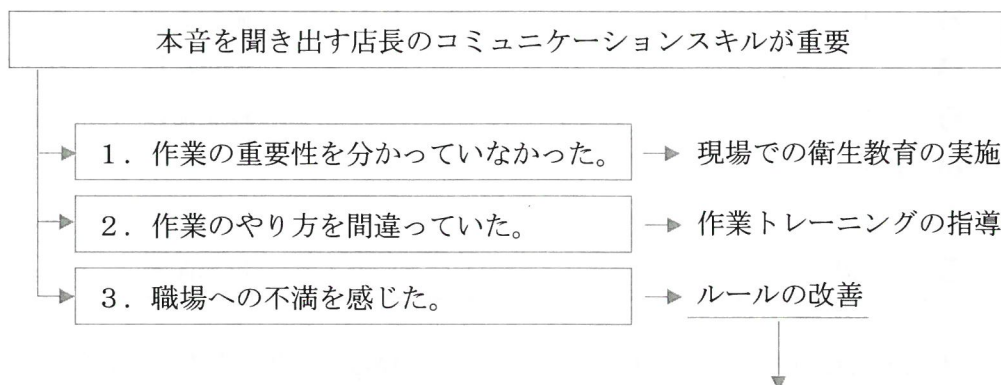 本音を聞き出す店長のコミュニケーションスキルが重要
1．作業の重要性を分かっていなかった。 現場での衛生教育の実施
2．作業のやり方を間違っていた。 作業トレーニングの指導
3．職場への不満を感じた。 ルールの改善